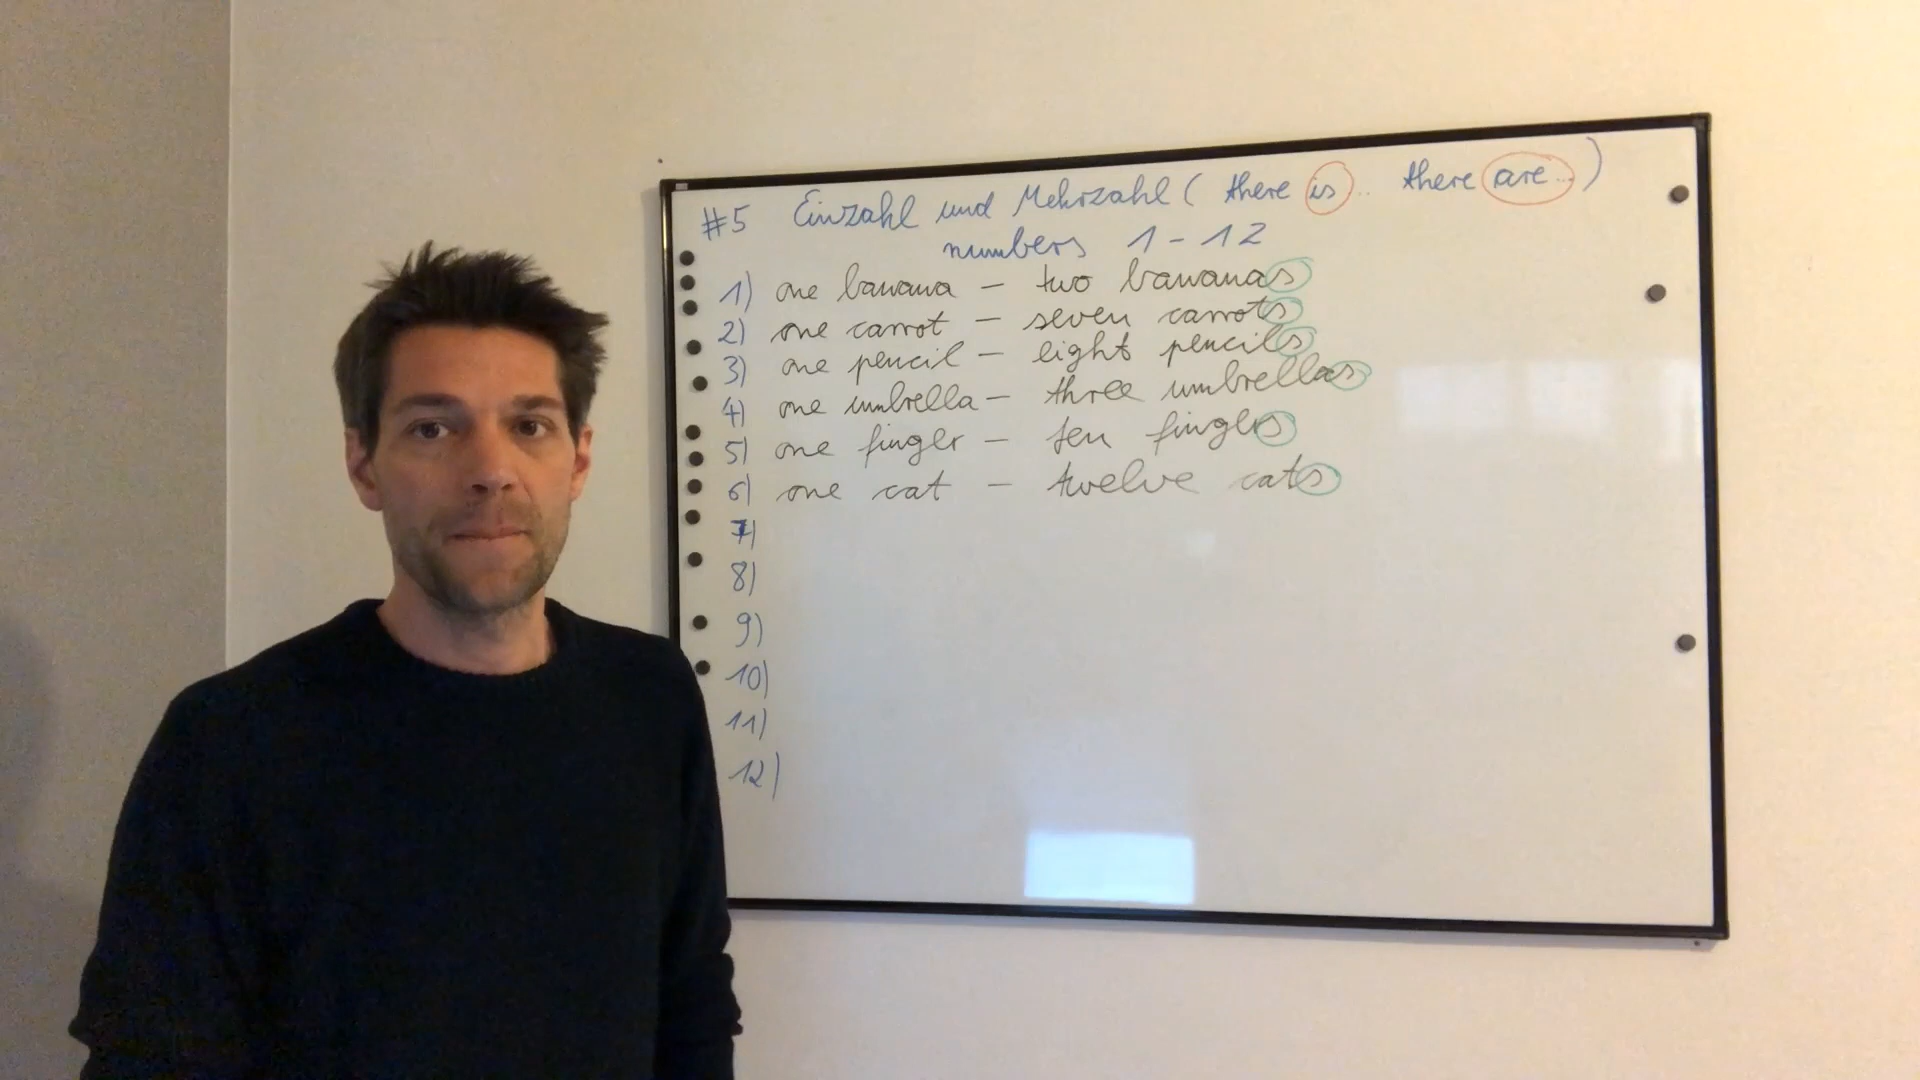 #5 Einzahl und Mehrzahl ( there is .. there are ... )
numbers 1 - 12
1) one banana - two bananas
2) one carrot - seven carrots
3) one pencil - eight pencils
4) one umbrella - three umbrellas
5) one finger - ten fingers
6) one cat - twelve cats
7)
8)
9)
10)
11)
12)